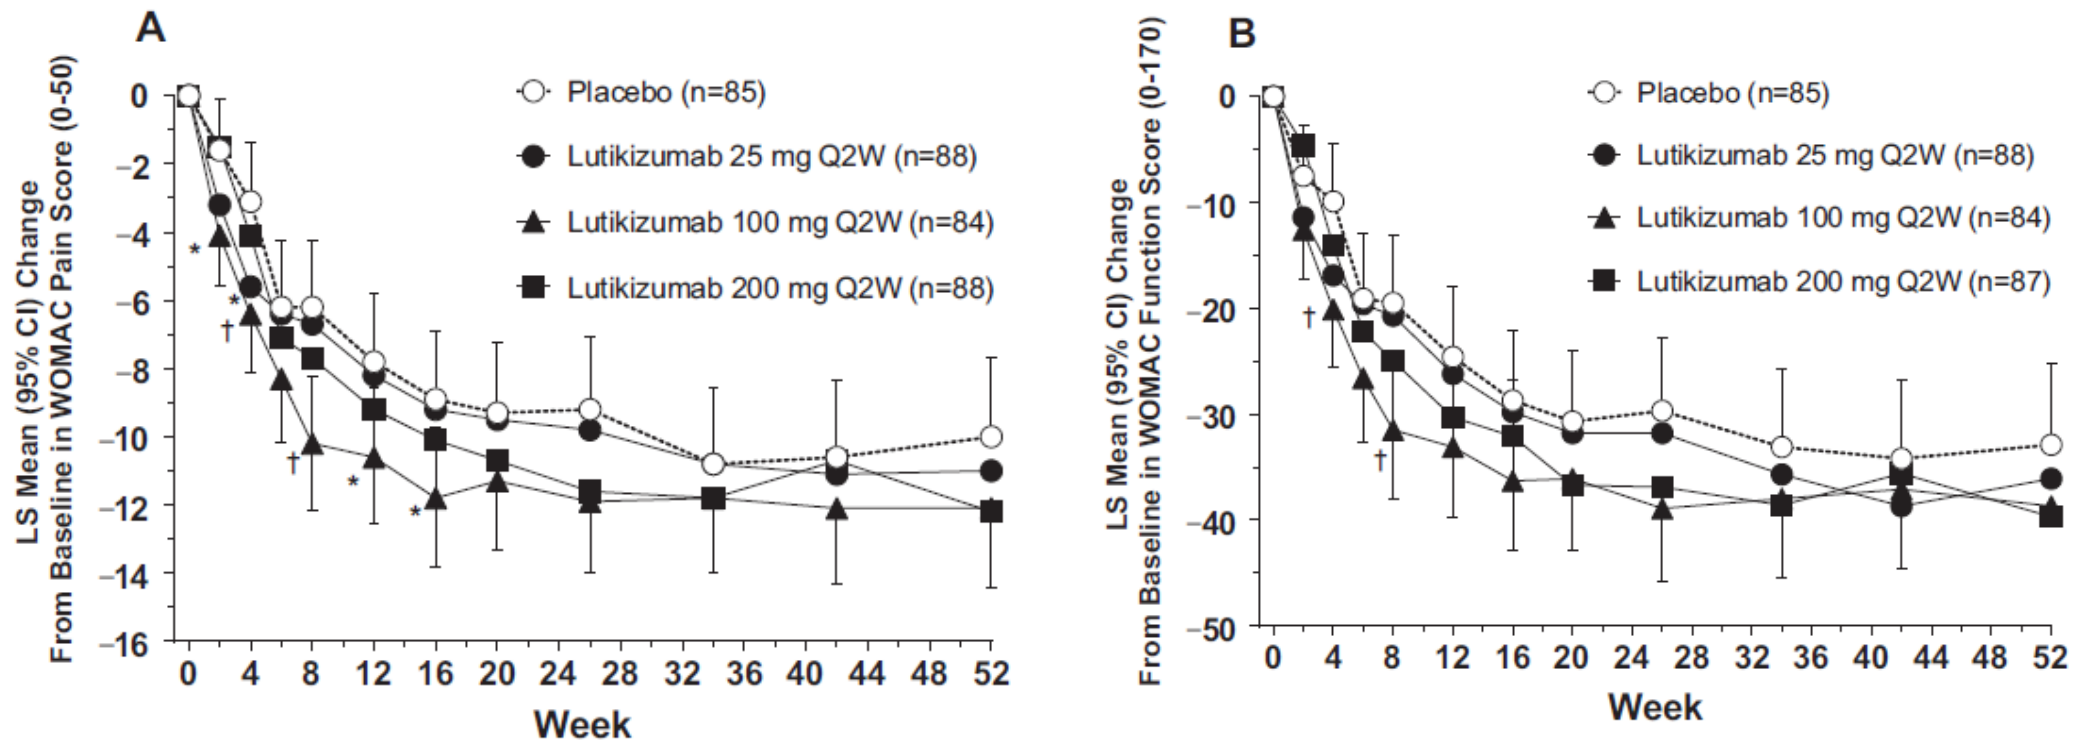 A
LS Mean (95% CI) Change
From Baseline in WOMAC Pain Score (0-50)
0
−2
−4
−6
−8
−10
−12
−14
−16
Placebo (n=85)
Lutikizumab 25 mg Q2W (n=88)
Lutikizumab 100 mg Q2W (n=84)
Lutikizumab 200 mg Q2W (n=88)
*
*
†
†
*
*
0 4 8 12 16 20 24 28 32 36 40 44 48 52
Week
B
LS Mean (95% CI) Change
From Baseline in WOMAC Function Score (0-170)
0
−10
−20
−30
−40
−50
Placebo (n=85)
Lutikizumab 25 mg Q2W (n=88)
Lutikizumab 100 mg Q2W (n=84)
Lutikizumab 200 mg Q2W (n=87)
†
†
0 4 8 12 16 20 24 28 32 36 40 44 48 52
Week